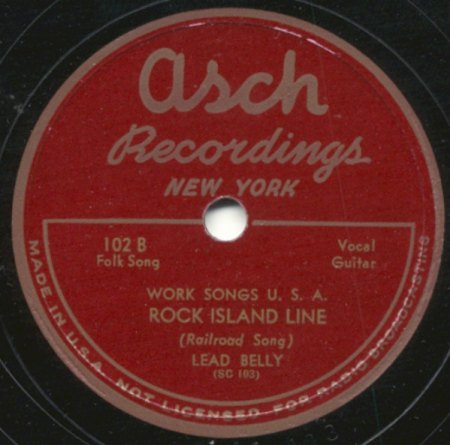 asch
Recordings
NEW YORK
102 B
Folk Song
Vocal
Guitar
WORK SONGS U. S. A.
ROCK ISLAND LINE
(Railroad Song)
LEAD BELLY
(SC 103)
MADE IN U.S.A. NOT LICENSED FOR RADIO BROADCASTING